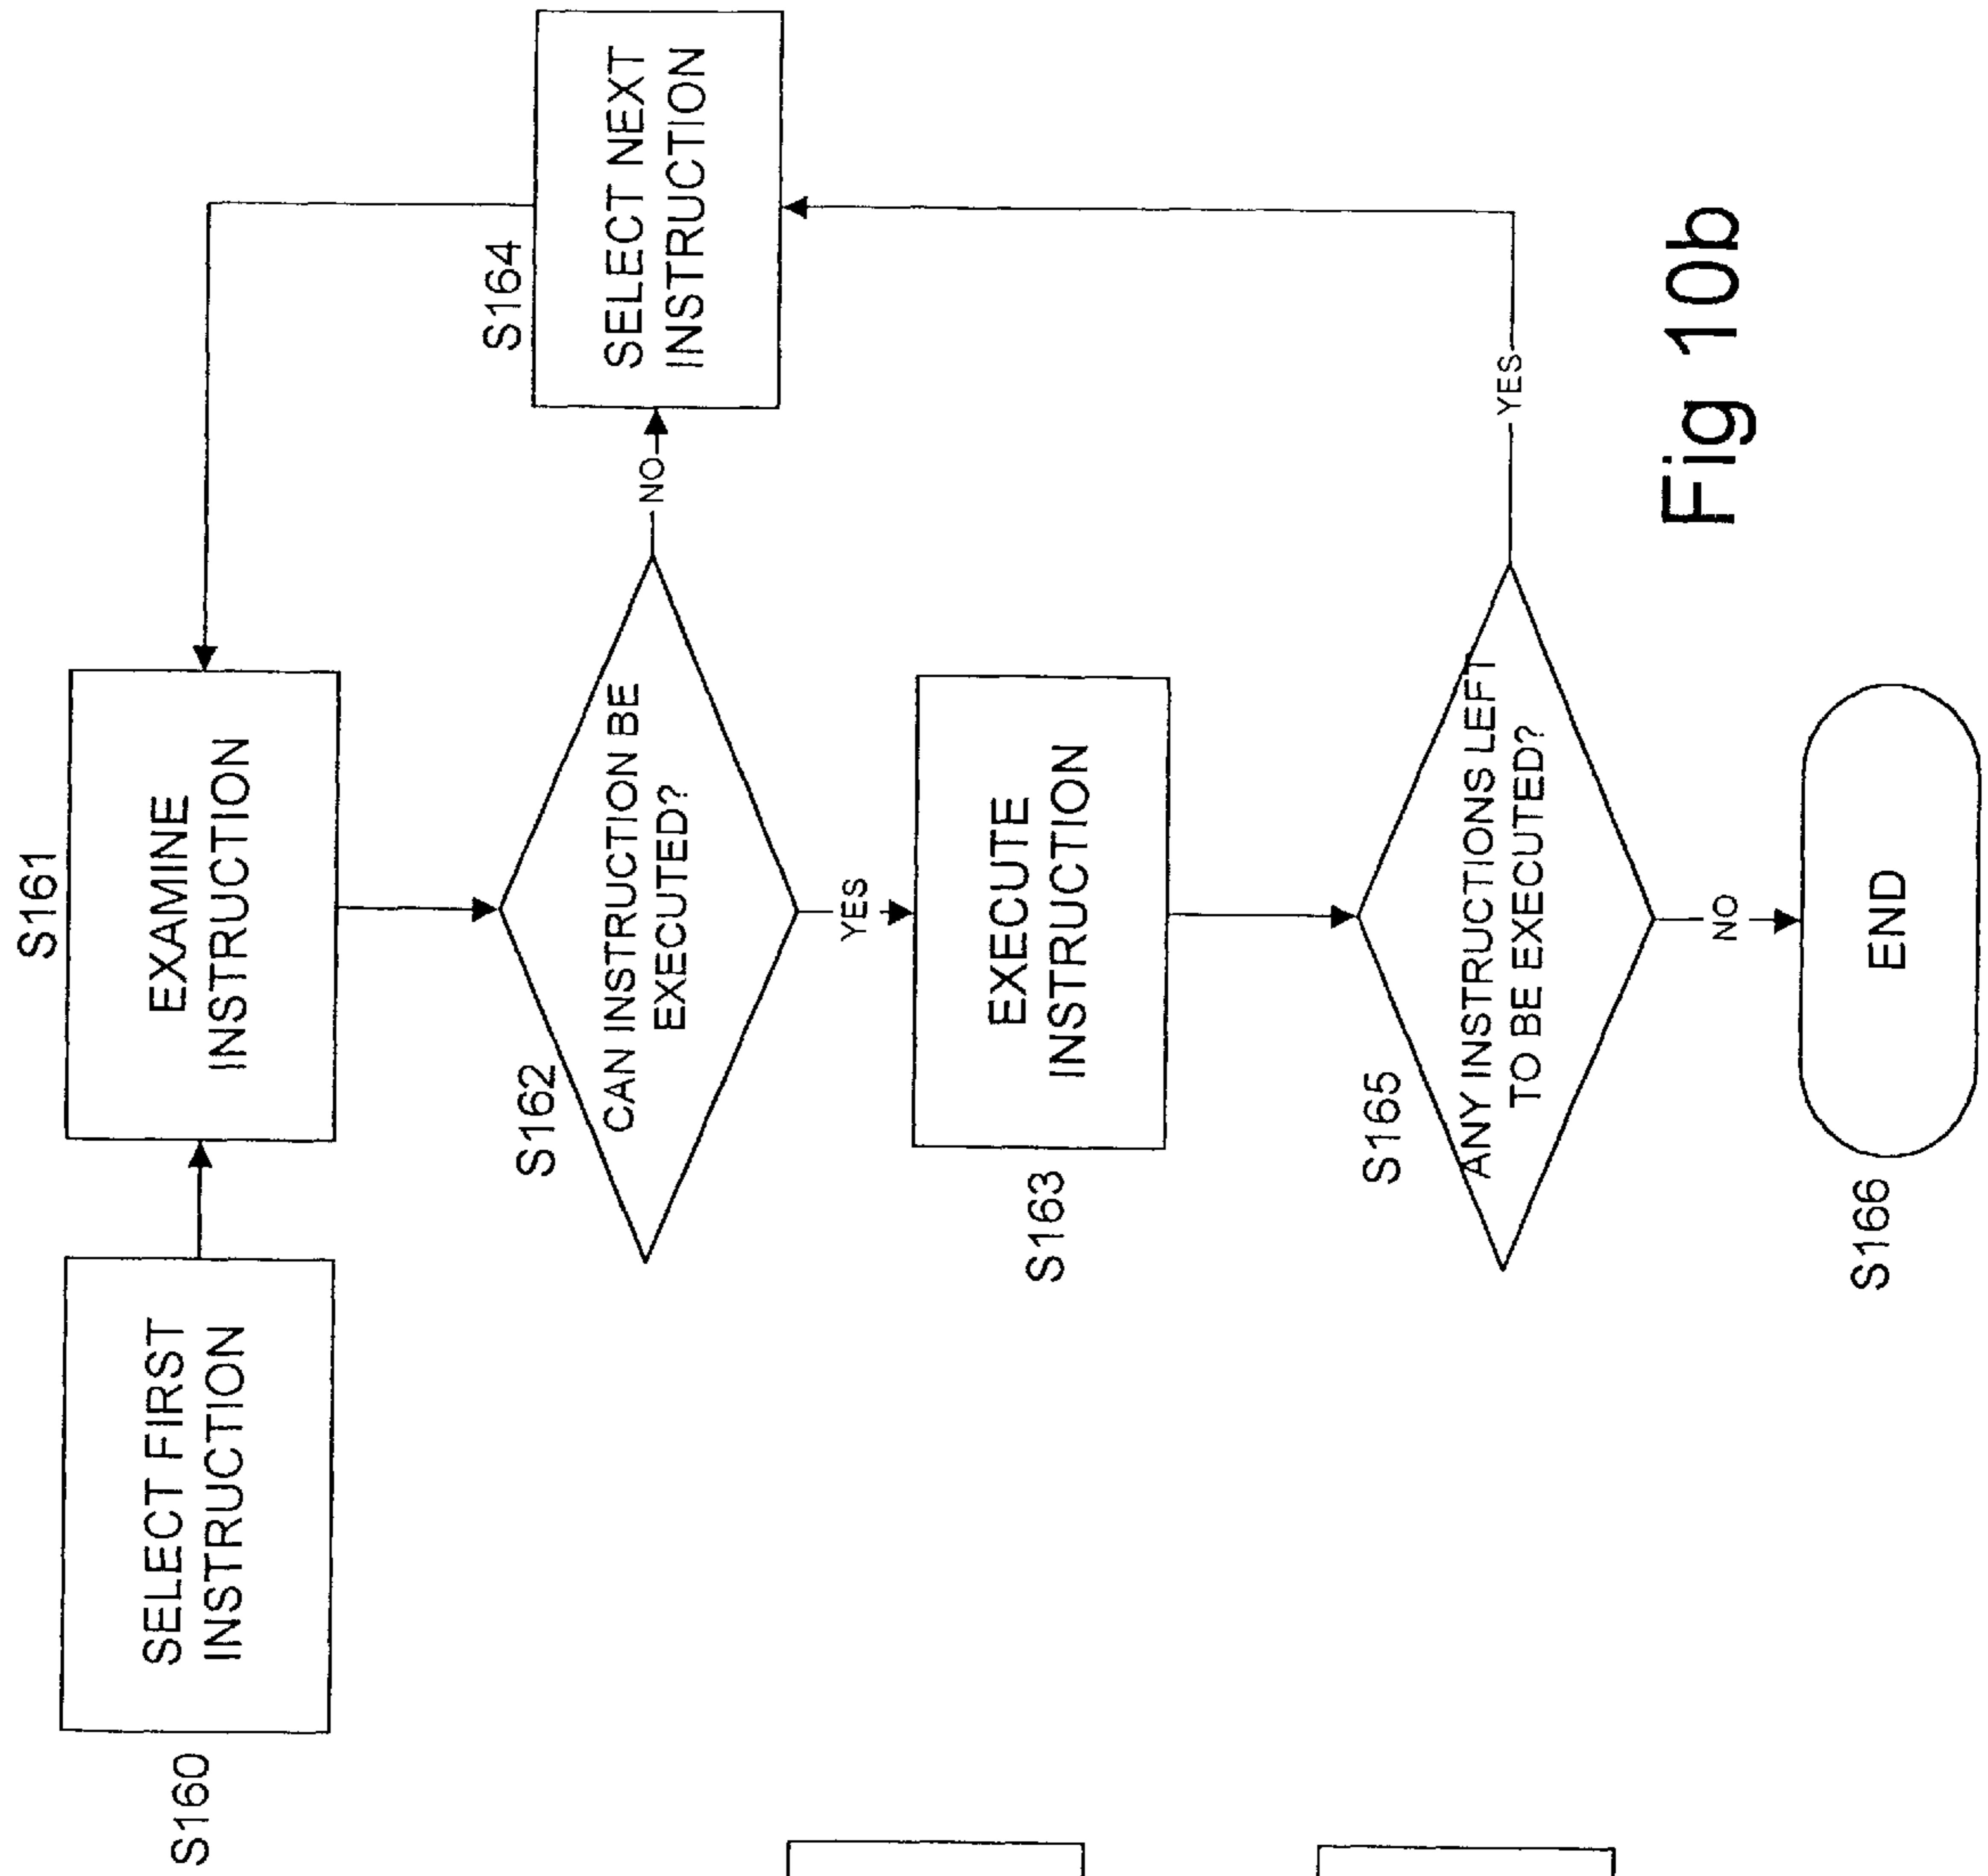 S160
SELECT FIRST
INSTRUCTION
S161
EXAMINE
INSTRUCTION
S162
CAN INSTRUCTION BE
EXECUTED?
NO
S164
SELECT NEXT
INSTRUCTION
YES
S163
EXECUTE
INSTRUCTION
S165
ANY INSTRUCTIONS LEFT
TO BE EXECUTED?
YES
NO
S166
END
Fig 10b